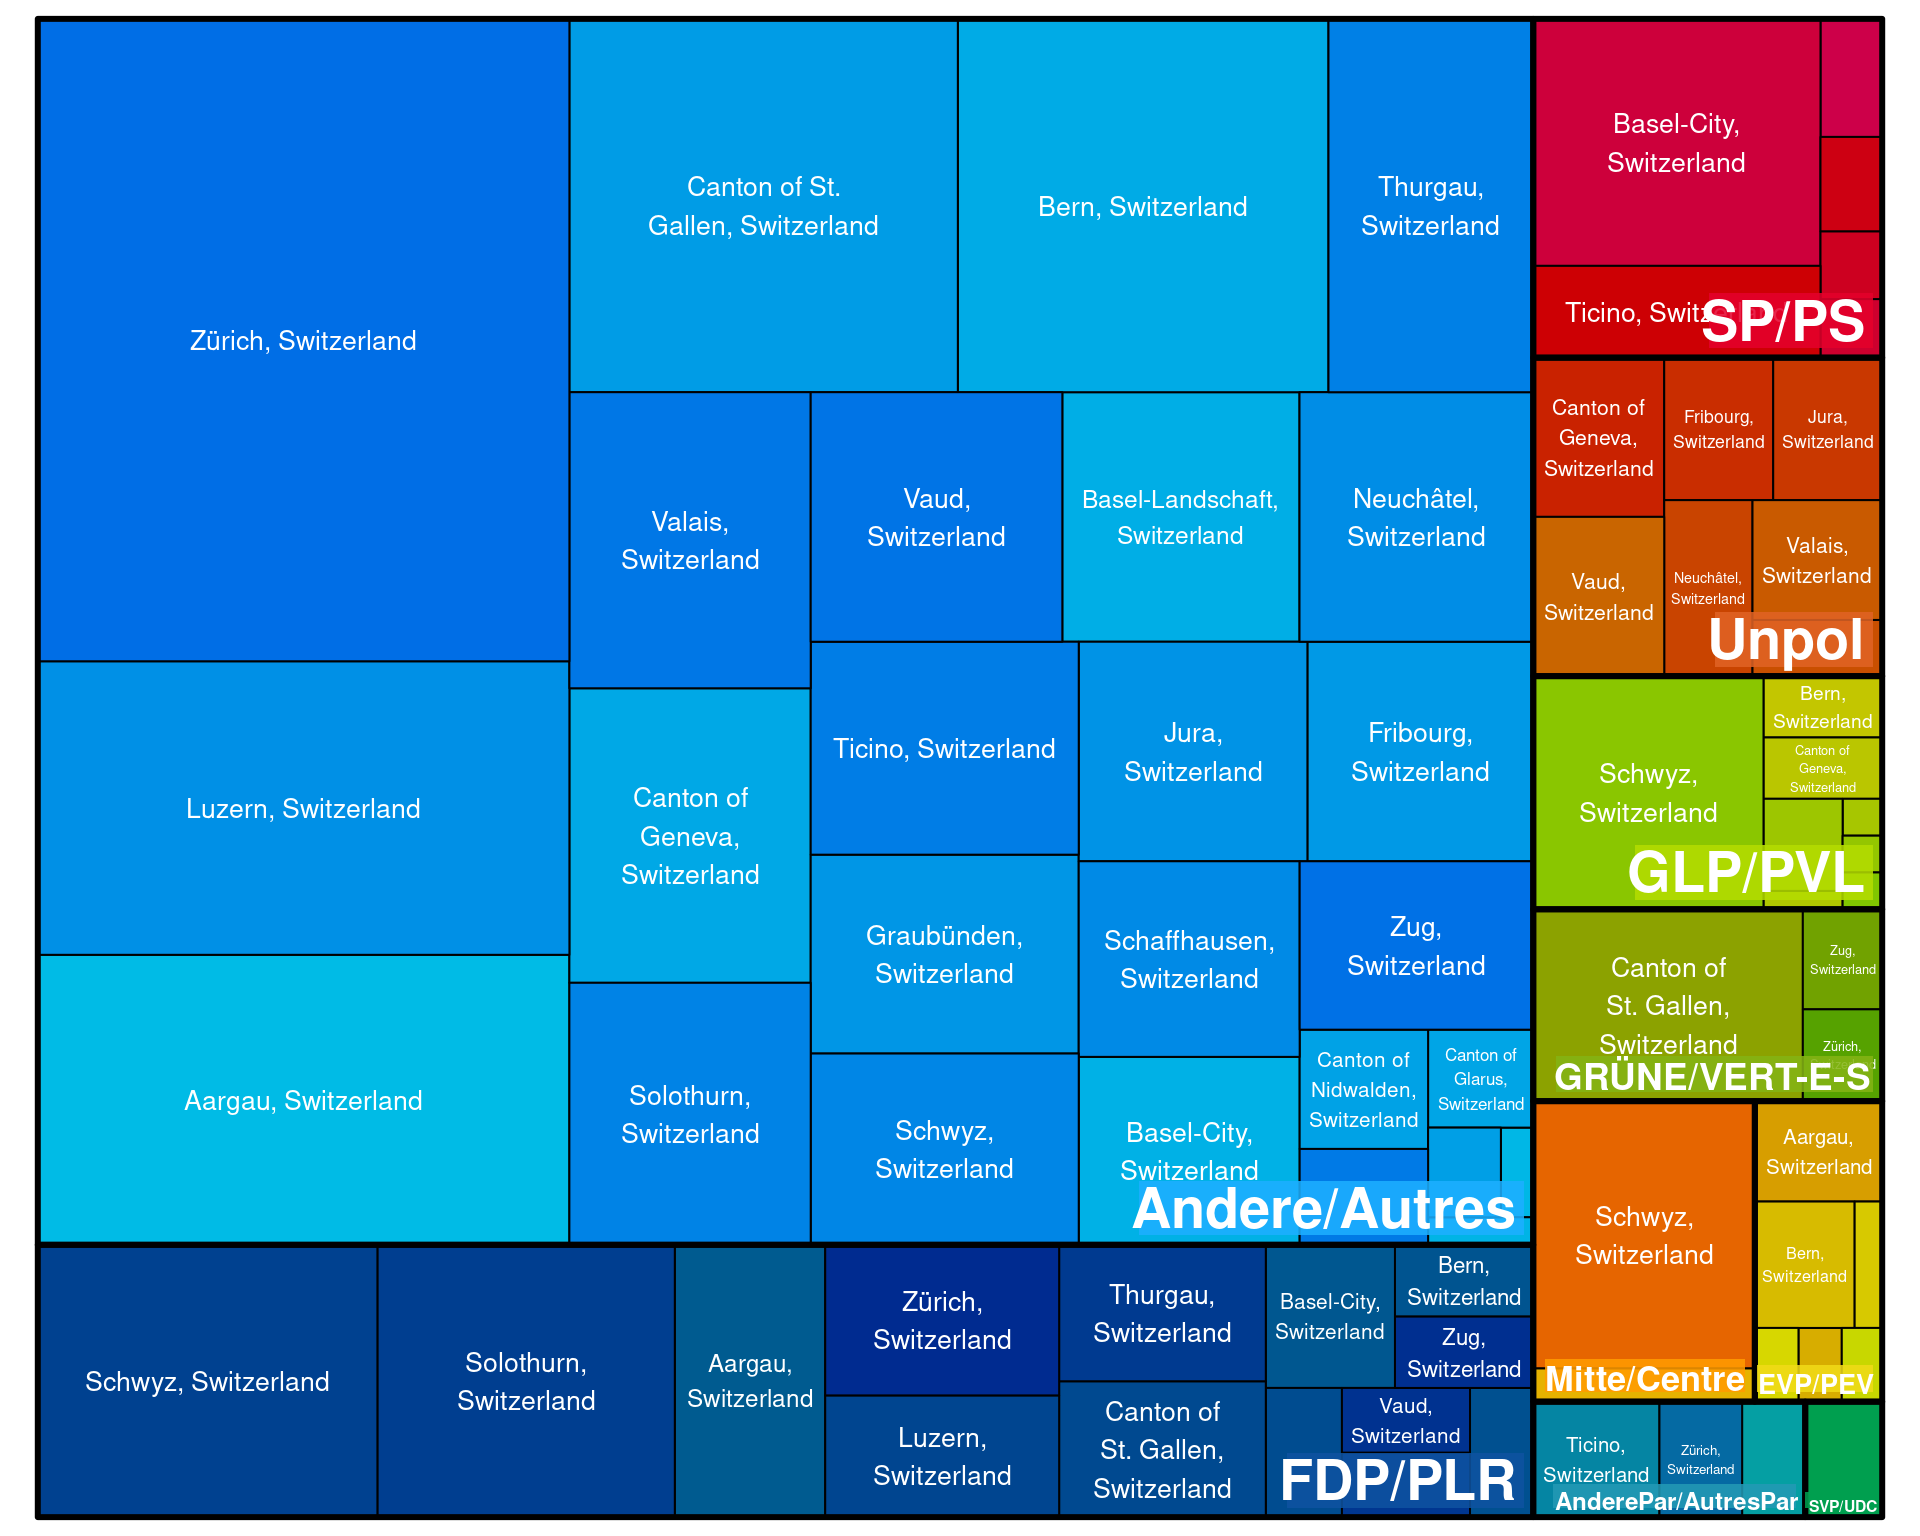 Zürich, Switzerland
Luzern, Switzerland
Aargau, Switzerland
Canton of St.
Gallen, Switzerland
Bern, Switzerland
Thurgau,
Switzerland
Valais,
Switzerland
Vaud,
Switzerland
Basel-Landschaft,
Switzerland
Neuchâtel,
Switzerland
Canton of
Geneva,
Switzerland
Ticino, Switzerland
Jura,
Switzerland
Fribourg,
Switzerland
Solothurn,
Switzerland
Graubünden,
Switzerland
Schaffhausen,
Switzerland
Zug,
Switzerland
Schwyz,
Switzerland
Basel-City,
Switzerland
Canton of
Nidwalden,
Switzerland
Canton of
Glarus,
Switzerland
Andere/Autres
Schwyz, Switzerland
Solothurn,
Switzerland
Aargau,
Switzerland
Zürich,
Switzerland
Luzern,
Switzerland
Thurgau,
Switzerland
Canton of
St. Gallen,
Switzerland
Basel-City,
Switzerland
Bern,
Switzerland
Zug,
Switzerland
Vaud,
Switzerland
FDP/PLR
Basel-City,
Switzerland
Ticino, Switzerland
SP/PS
Canton of
Geneva,
Switzerland
Fribourg,
Switzerland
Jura,
Switzerland
Vaud,
Switzerland
Neuchâtel,
Switzerland
Valais,
Switzerland
Unpol
Schwyz,
Switzerland
Bern,
Switzerland
Canton of
Geneva,
Switzerland
GLP/PVL
Canton of
St. Gallen,
Switzerland
Zug,
Switzerland
Zürich,
Switzerland
GRÜNE/VERT-E-S
Schwyz,
Switzerland
Mitte/Centre
Aargau,
Switzerland
Bern,
Switzerland
EVP/PEV
Ticino,
Switzerland
Zürich,
Switzerland
AnderePar/AutresPar
SVP/UDC